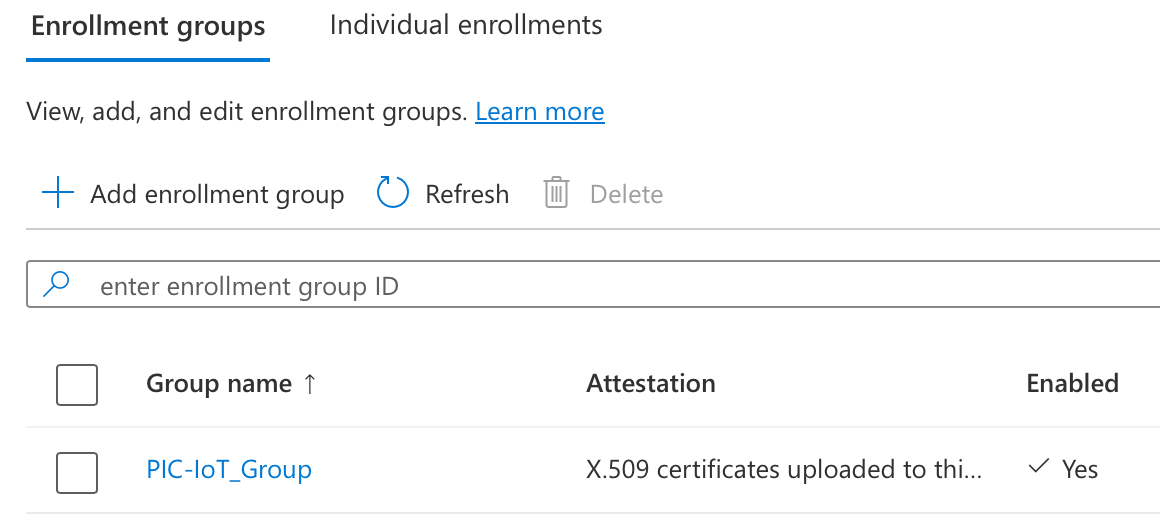 Enrollment groups Individual enrollments
View, add, and edit enrollment groups. Learn more
Add enrollment group Refresh Delete
enter enrollment group ID
Group name ↑ Attestation Enabled
PIC-IoT_Group X.509 certificates uploaded to thi... Yes